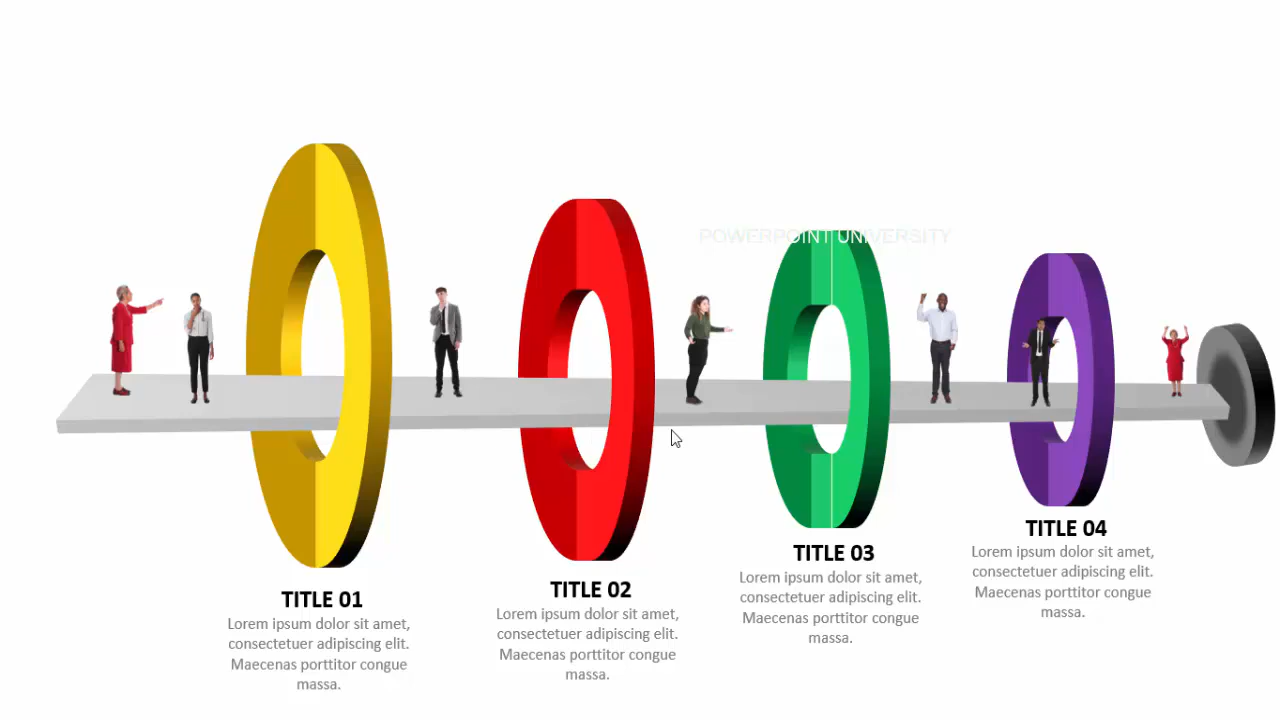 POWERPOINT UNIVERSITY
TITLE 01
Lorem ipsum dolor sit amet,
consectetuer adipiscing elit.
Maecenas porttitor congue
massa.
TITLE 02
Lorem ipsum dolor sit amet,
consectetuer adipiscing elit.
Maecenas porttitor congue
massa.
TITLE 03
Lorem ipsum dolor sit amet,
consectetuer adipiscing elit.
Maecenas porttitor congue
massa.
TITLE 04
Lorem ipsum dolor sit amet,
consectetuer adipiscing elit.
Maecenas porttitor congue
massa.